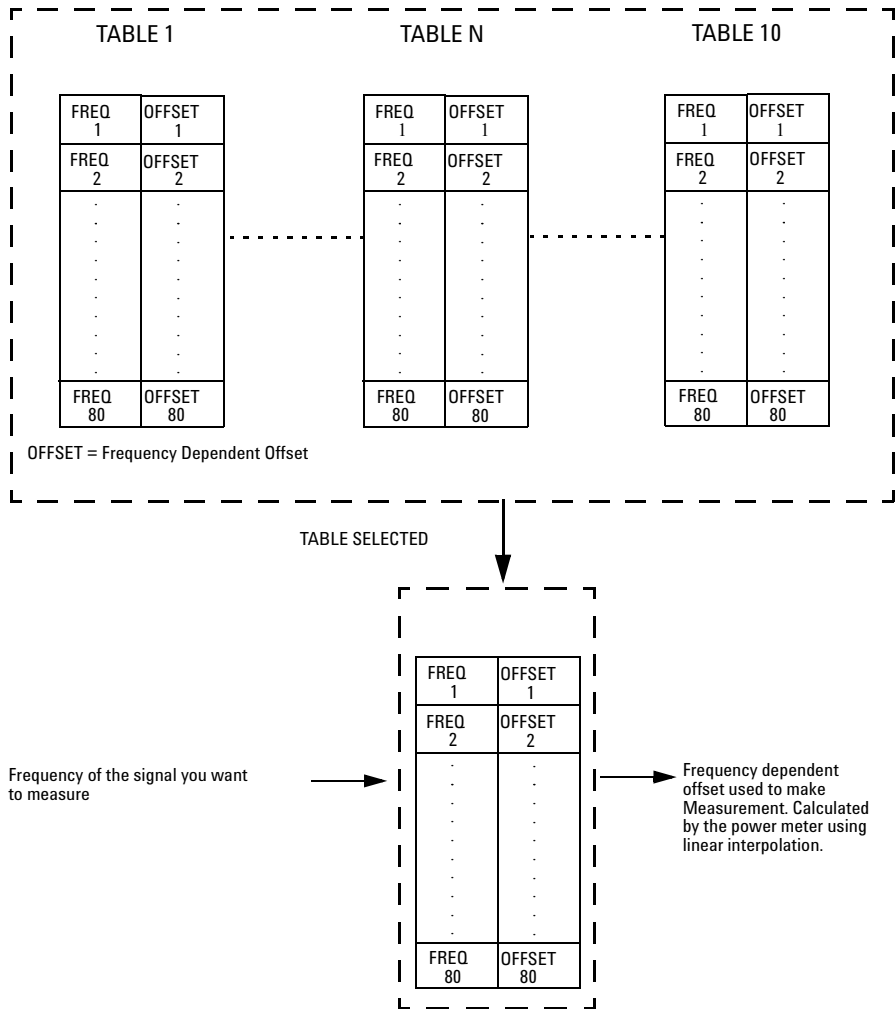 TABLE 1 TABLE N TABLE 10
FREQ OFFSET FREQ OFFSET FREQ OFFSET
1 1 1 1 1 1
FREQ OFFSET FREQ OFFSET FREQ OFFSET
2 2 2 2 2 2
FREQ OFFSET FREQ OFFSET FREQ OFFSET
80 80 80 80 80 80
OFFSET = Frequency Dependent Offset
TABLE SELECTED
FREQ OFFSET
1 1
FREQ OFFSET
2 2
Frequency of the signal you want
to measure
Frequency dependent
offset used to make
Measurement. Calculated
by the power meter using
linear interpolation.
FREQ OFFSET
80 80